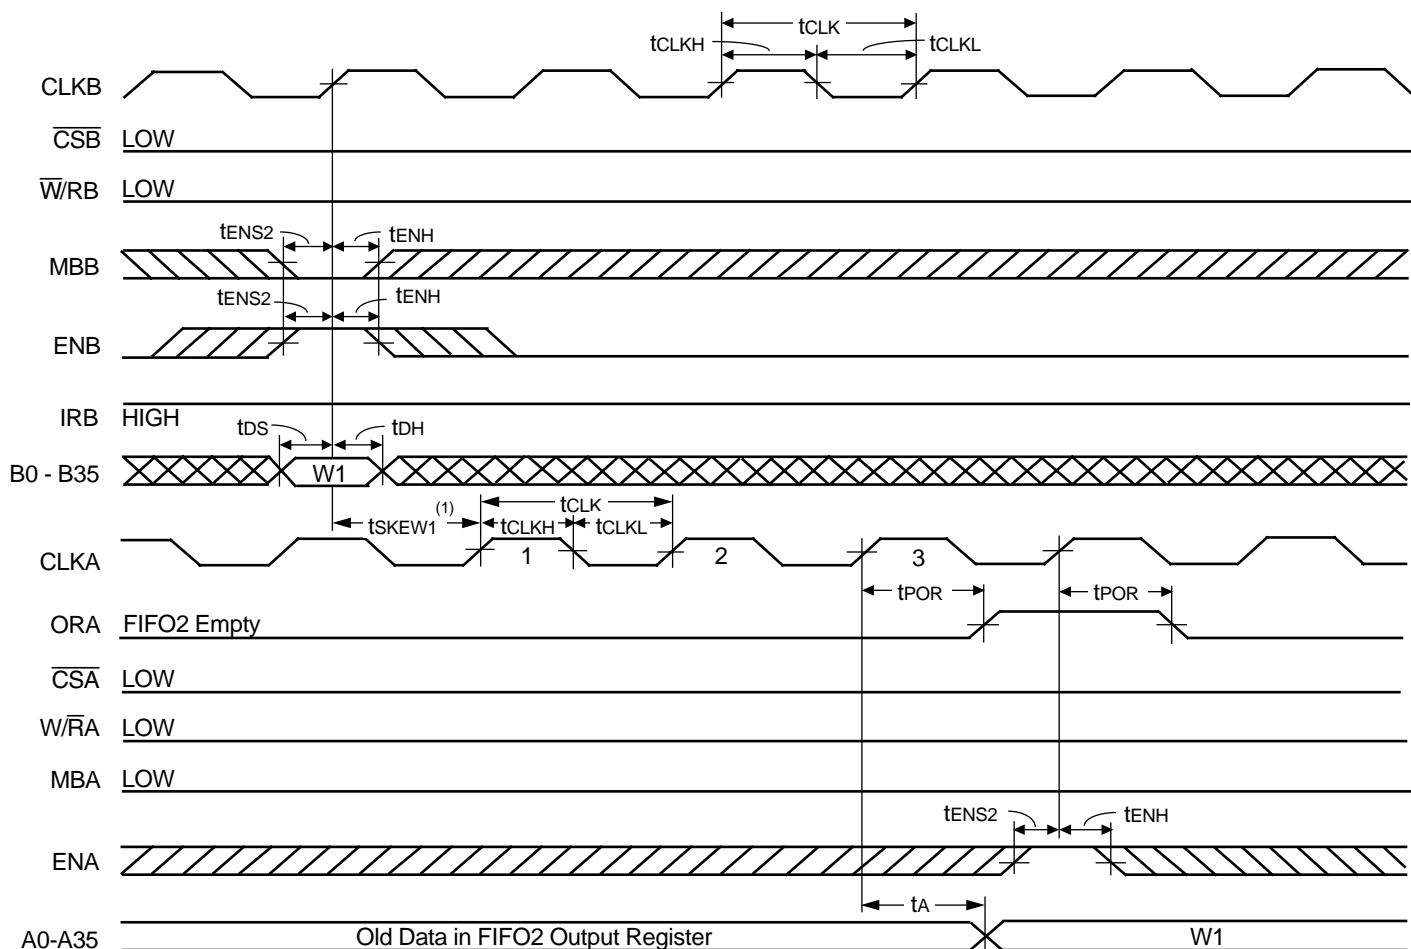 tCLK
tCLKH
tCLKL
CLKB
CSB LOW
W/RB LOW
tENS2
tENH
MBB
tENS2
tENH
ENB
IRB HIGH
tDS
tDH
B0 - B35
W1
tSKEW1
(1)
tCLK
tCLKH
tCLKL
CLKA
1
2
3
tPOR
tPOR
ORA FIFO2 Empty
CSA LOW
W/RA LOW
MBA LOW
tENS2
tENH
ENA
tA
A0-A35
Old Data in FIFO2 Output Register
W1